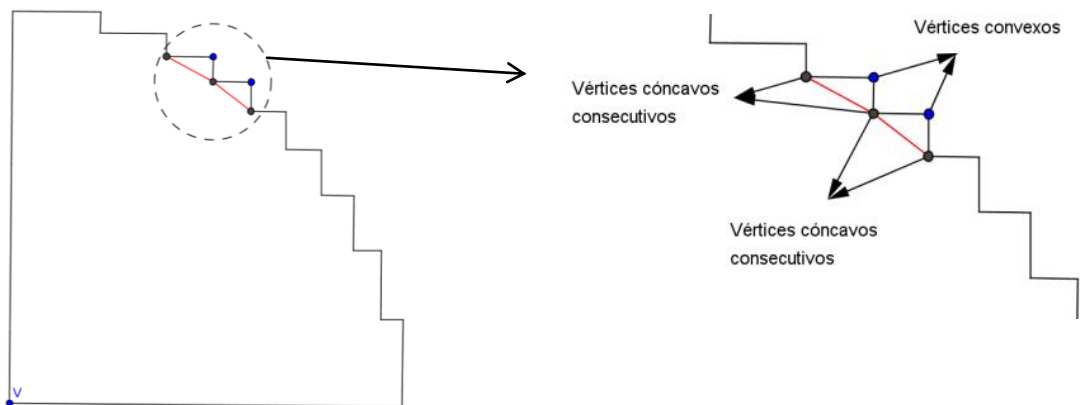 Vértices convexos
Vértices cóncavos
consecutivos
Vértices cóncavos
consecutivos
v